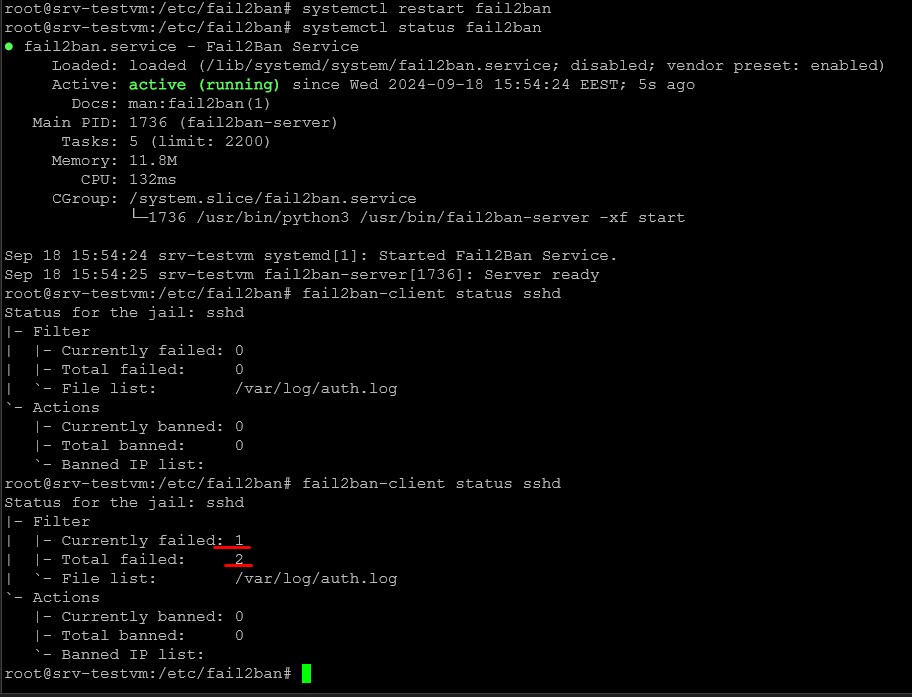 root@srv-testvm:/etc/fail2ban# systemctl restart fail2ban
root@srv-testvm:/etc/fail2ban# systemctl status fail2ban
● fail2ban.service - Fail2Ban Service
     Loaded: loaded (/lib/systemd/system/fail2ban.service; disabled; vendor preset: enabled)
     Active: active (running) since Wed 2024-09-18 15:54:24 EEST; 5s ago
       Docs: man:fail2ban(1)
   Main PID: 1736 (fail2ban-server)
      Tasks: 5 (limit: 2200)
     Memory: 11.8M
        CPU: 132ms
     CGroup: /system.slice/fail2ban.service
             └─1736 /usr/bin/python3 /usr/bin/fail2ban-server -xf start

Sep 18 15:54:24 srv-testvm systemd[1]: Started Fail2Ban Service.
Sep 18 15:54:25 srv-testvm fail2ban-server[1736]: Server ready
root@srv-testvm:/etc/fail2ban# fail2ban-client status sshd
Status for the jail: sshd
|- Filter
|  |- Currently failed: 0
|  |- Total failed:     0
|  `- File list:        /var/log/auth.log
`- Actions
   |- Currently banned: 0
   |- Total banned:     0
   `- Banned IP list:
root@srv-testvm:/etc/fail2ban# fail2ban-client status sshd
Status for the jail: sshd
|- Filter
|  |- Currently failed: 1
|  |- Total failed:     2
|  `- File list:        /var/log/auth.log
`- Actions
   |- Currently banned: 0
   |- Total banned:     0
   `- Banned IP list:
root@srv-testvm:/etc/fail2ban#